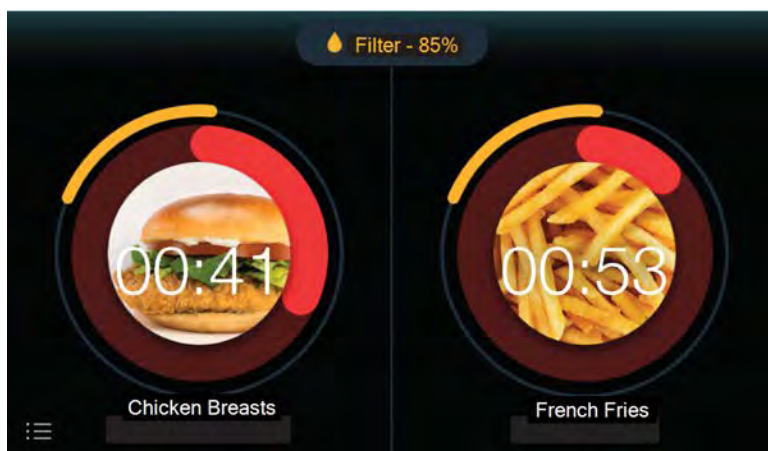 Filter - 85%
00:41
00:53
Chicken Breasts
French Fries